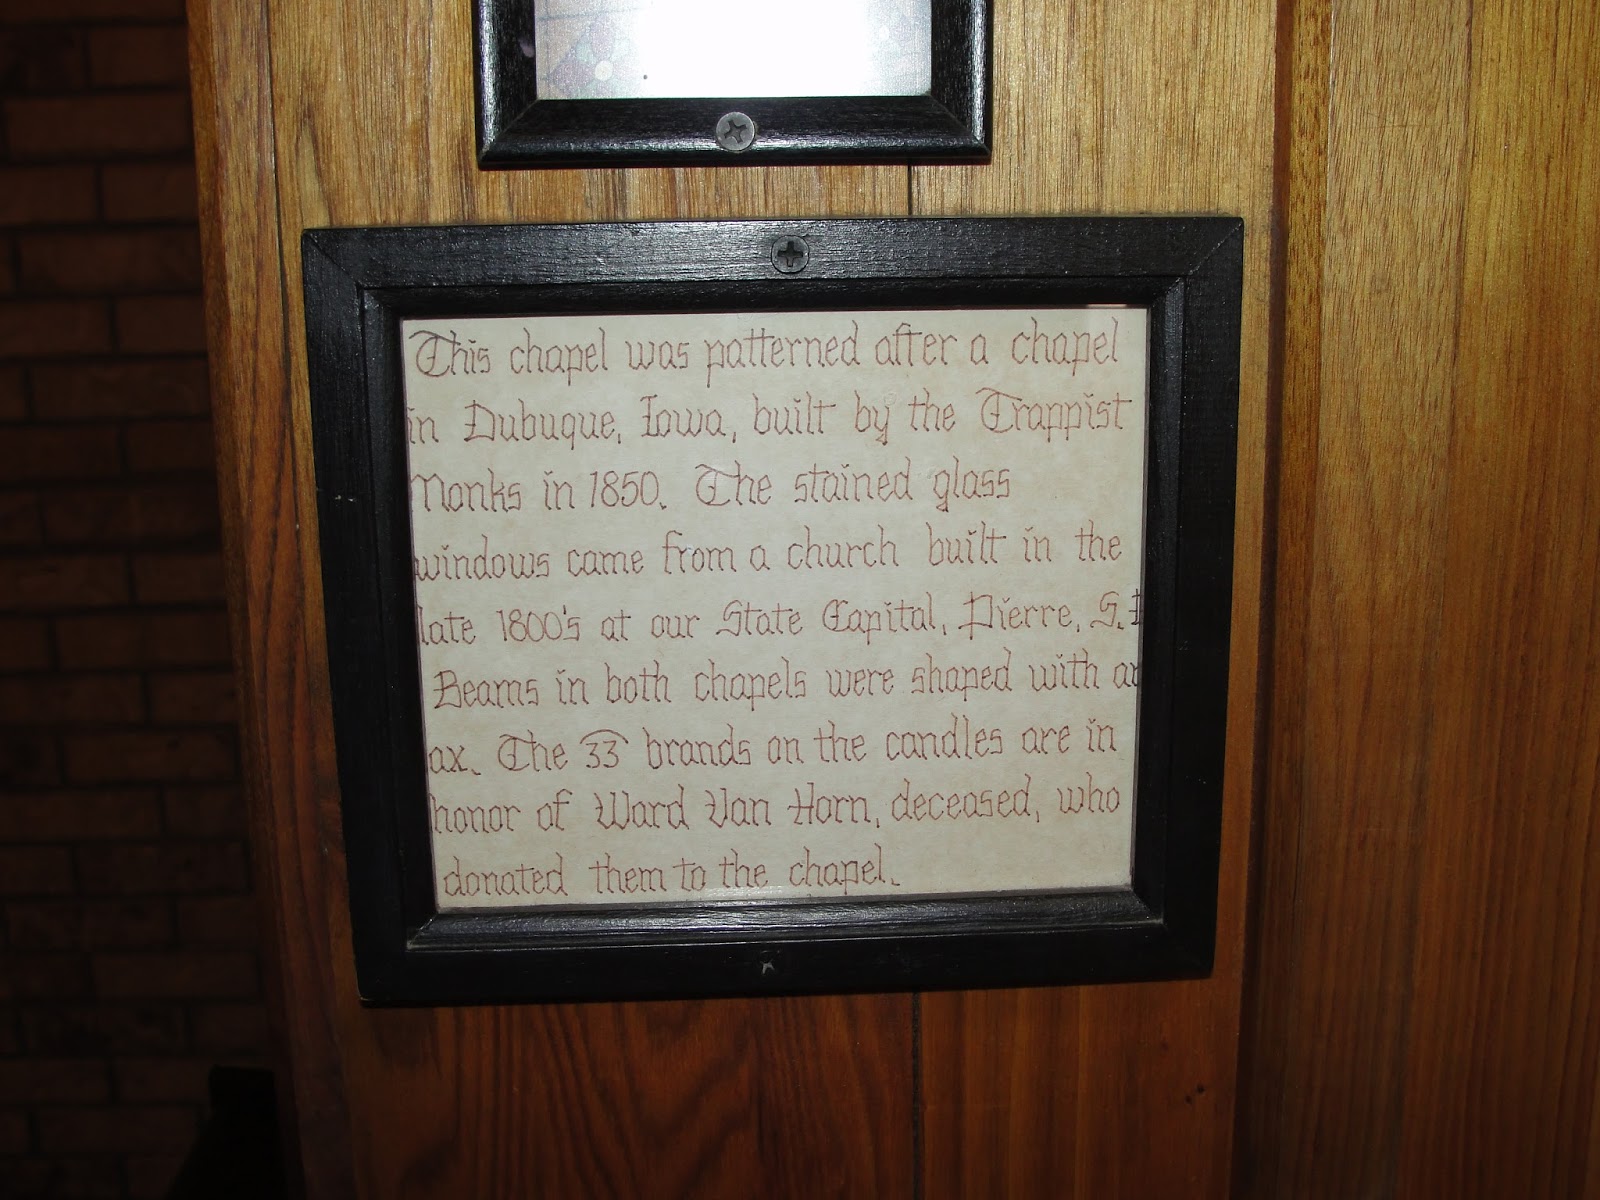 This chapel was patterned after a chapel
in Dubuque, Iowa, built by the Trappist
Monks in 1850. The stained glass
windows came from a church built in the
late 1800's at our State Capital, Pierre, S.D
Beams in both chapels were shaped with an
ax. The 33 brands on the candles are in
honor of Ward Van Horn, deceased, who
donated them to the chapel.